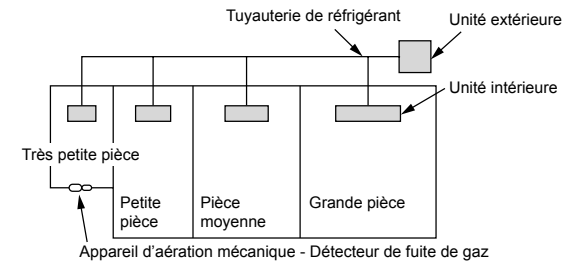 Tuyauterie de réfrigérant
Unité extérieure
Unité intérieure
Très petite pièce
Petite
pièce
Pièce
moyenne
Grande pièce
Appareil d'aération mécanique - Détecteur de fuite de gaz